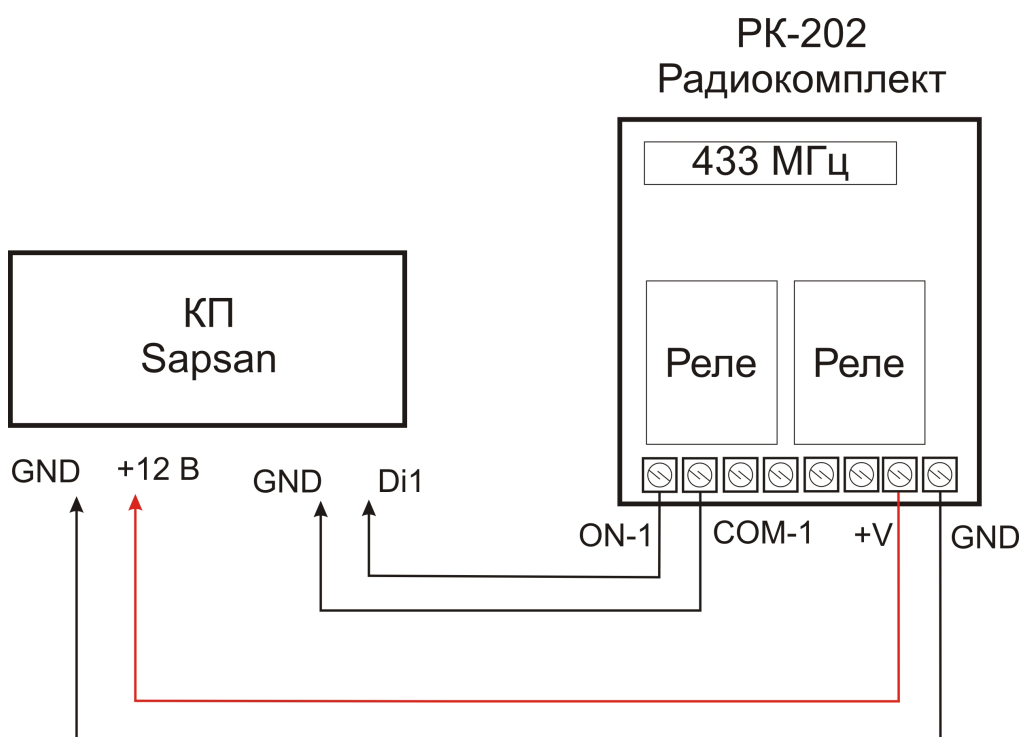 РК-202
Радиокомплект
433 МГц
КП
Sapsan
Реле
Реле
GND
+12 В
GND
Di1
ON-1
COM-1
+V
GND